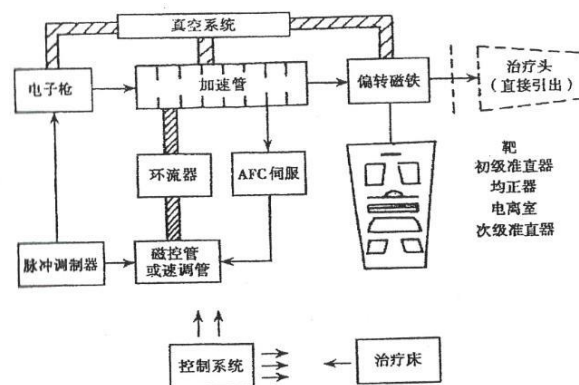 真空系统
电子枪
加速管
偏转磁铁
治疗头
（直接引出）
环流器
AFC伺服
靶
初级准直器
均正器
电离室
次级准直器
脉冲调制器
磁控管
或速调管
控制系统
治疗床